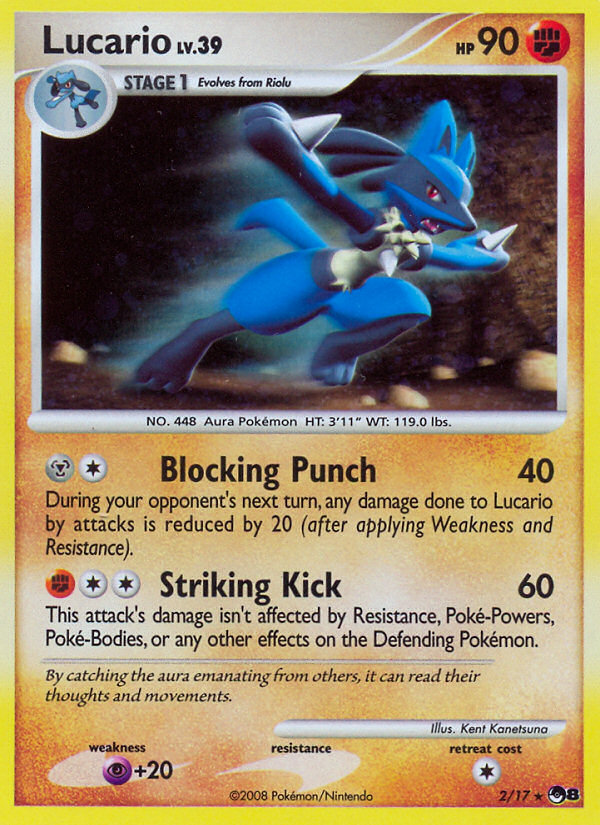 Lucario LV.39 HP 90
STAGE 1 Evolves from Riolu
NO. 448 Aura Pokémon HT: 3'11" WT: 119.0 lbs.
Blocking Punch 40
During your opponent's next turn, any damage done to Lucario
by attacks is reduced by 20 (after applying Weakness and
Resistance).
Striking Kick 60
This attack's damage isn't affected by Resistance, Poké-Powers,
Poké-Bodies, or any other effects on the Defending Pokémon.
By catching the aura emanating from others, it can read their
thoughts and movements.
Illus. Kent Kanetsuna
weakness resistance retreat cost
+20
©2008 Pokémon/Nintendo 2/17 ★ 8